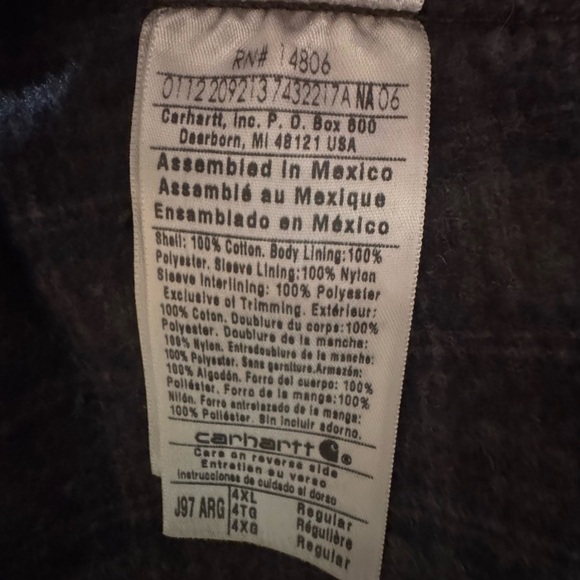 RN# 14806
0112209213 7432217A NA 06
Carhartt, Inc. P. O. Box 600
Dearborn, MI 48121 USA
Assembled in Mexico
Assemblé au Mexique
Ensamblado en México
Shell: 100% Cotton. Body Lining:100%
Polyester. Sleeve Lining:100% Nylon
Sleeve Interlining: 100% Polyester
Exclusive of Trimming. Extérieur:
100% Coton. Doublure du corps:100%
Polyester. Doublure de la mancha:
100% Nylon. Entredoublure de la manche:
100% Polyester. Sans garniture.Armazón:
100% Algodón. Forro del cuerpo: 100%
Poliéster. Forro de la manga:100%
Nilón. Forro entrelazado de la manga:
100% Poliéster. Sin incluir adorno.
carhartt ®
Care on reverse side
Entretien au verso
Instrucciones de cuidado al dorso
J97 ARG 4XL Regular
4TG Régulière
4XG Regular